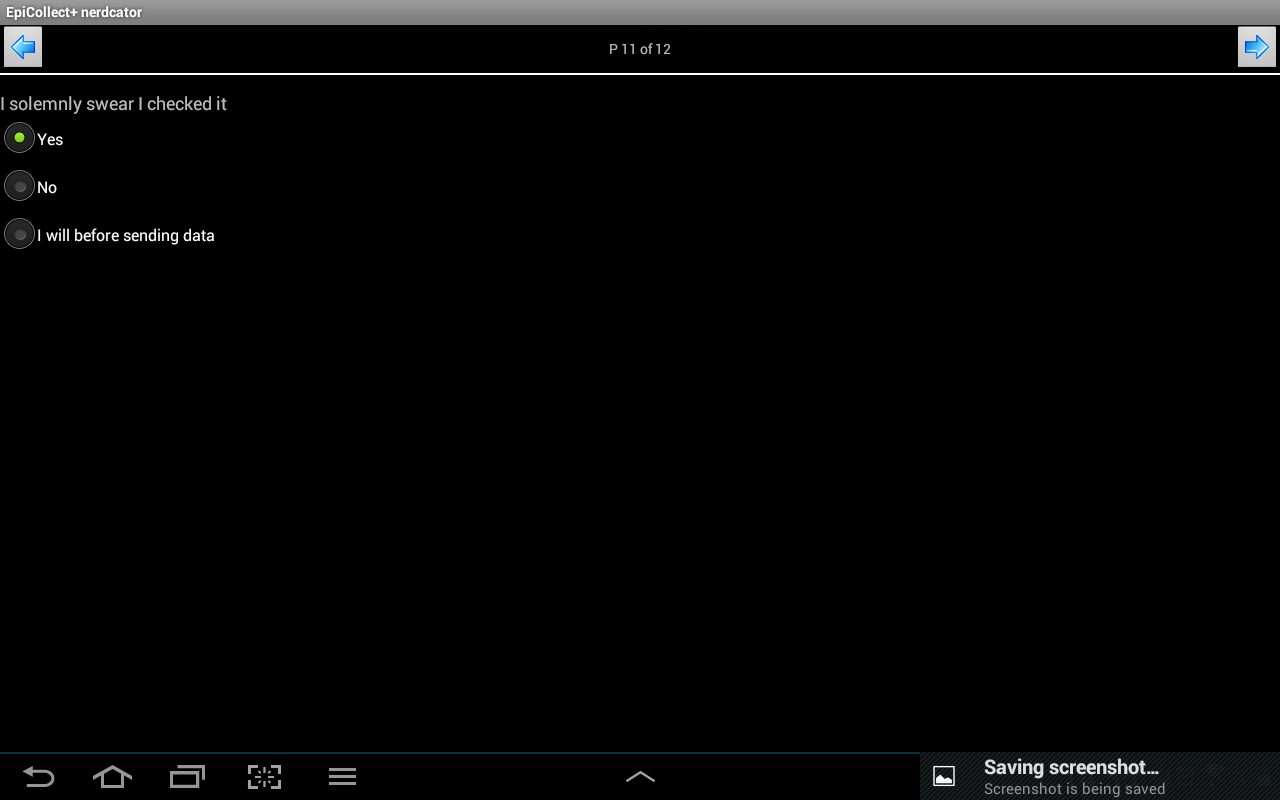 EpiCollect+ nerdcator
P 11 of 12
I solemnly swear I checked it
Yes
No
I will before sending data
Saving screenshot...
Screenshot is being saved